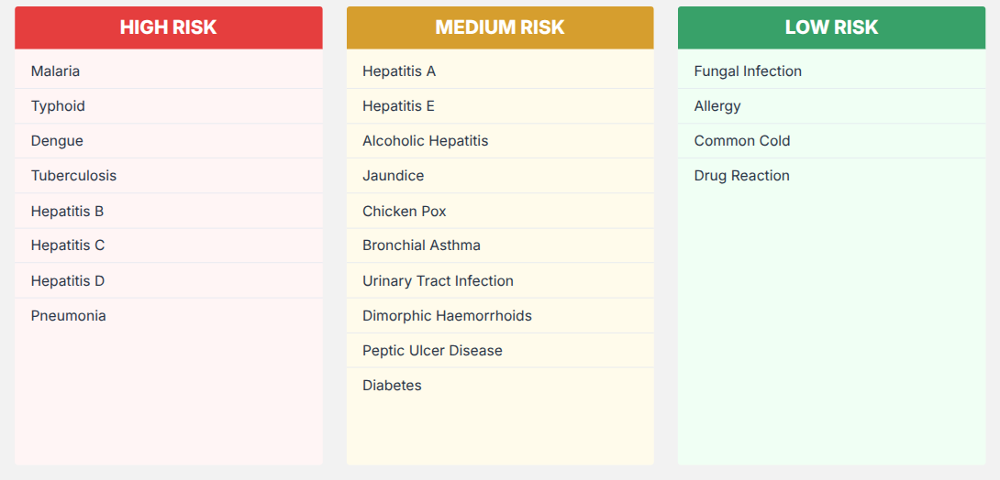 HIGH RISK
Malaria
Typhoid
Dengue
Tuberculosis
Hepatitis B
Hepatitis C
Hepatitis D
Pneumonia
MEDIUM RISK
Hepatitis A
Hepatitis E
Alcoholic Hepatitis
Jaundice
Chicken Pox
Bronchial Asthma
Urinary Tract Infection
Dimorphic Haemorrhoids
Peptic Ulcer Disease
Diabetes
LOW RISK
Fungal Infection
Allergy
Common Cold
Drug Reaction